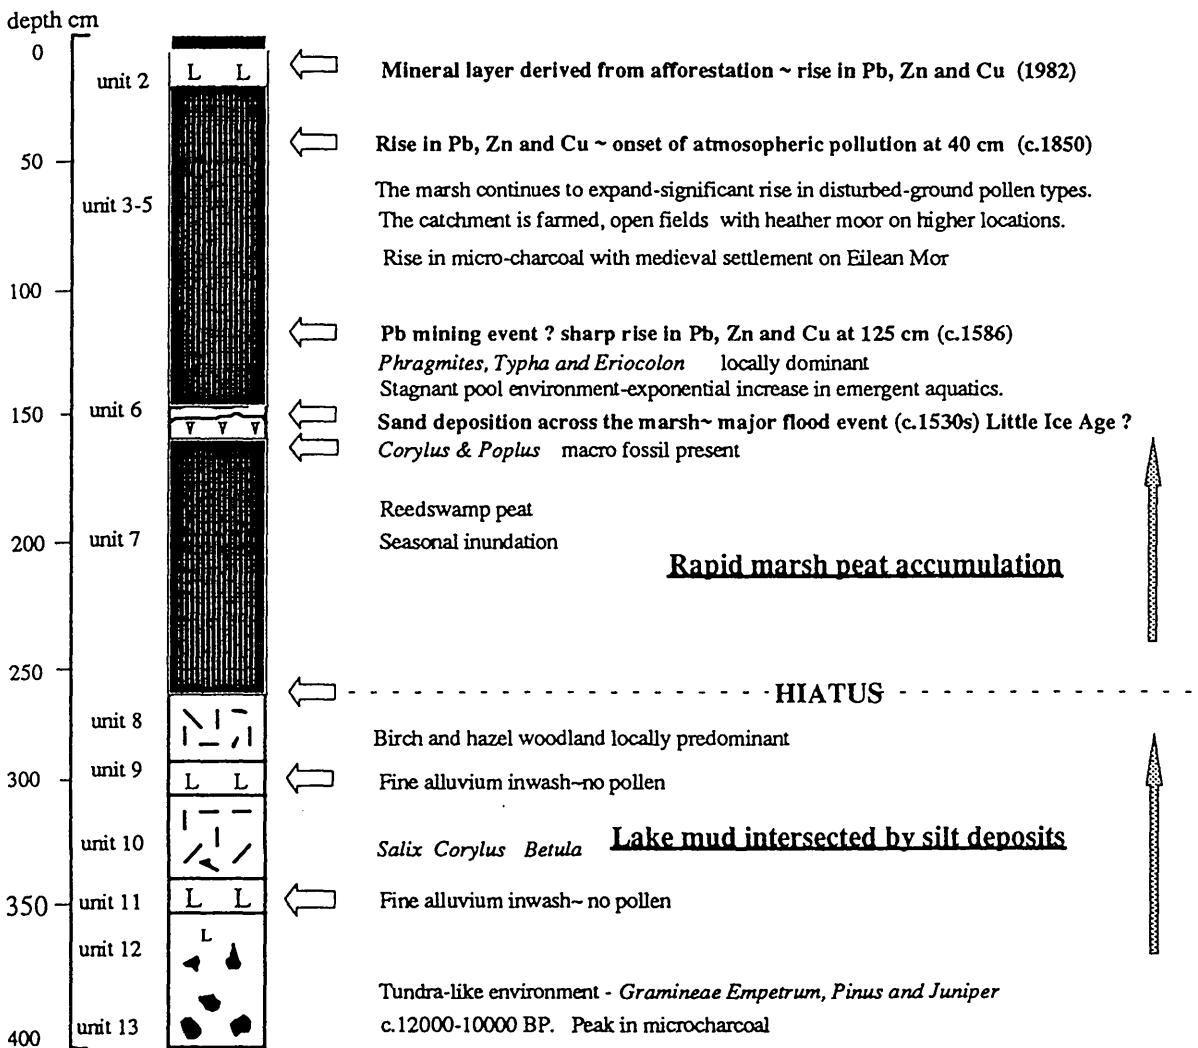 depth cm
0
unit 2
L L
Mineral layer derived from afforestation ~ rise in Pb, Zn and Cu (1982)
Rise in Pb, Zn and Cu ~ onset of atmosopheric pollution at 40 cm (c.1850)
50
The marsh continues to expand-significant rise in disturbed-ground pollen types.
unit 3-5
The catchment is farmed, open fields with heather moor on higher locations.
Rise in micro-charcoal with medieval settlement on Eilean Mor
100
Pb mining event ? sharp rise in Pb, Zn and Cu at 125 cm (c.1586)
Phragmites, Typha and Eriocolon locally dominant
Stagnant pool environment-exponential increase in emergent aquatics.
150
unit 6
Sand deposition across the marsh~ major flood event (c.1530s) Little Ice Age ?
Corylus & Poplus macro fossil present
Reedswamp peat
200
unit 7
Seasonal inundation
Rapid marsh peat accumulation
250
HIATUS
unit 8
Birch and hazel woodland locally predominant
unit 9
300
L L
Fine alluvium inwash~no pollen
unit 10
Salix Corylus Betula
Lake mud intersected by silt deposits
350
unit 11
L L
Fine alluvium inwash~ no pollen
unit 12
L
Tundra-like environment - Gramineae Empetrum, Pinus and Juniper
unit 13
c.12000-10000 BP. Peak in microcharcoal
400